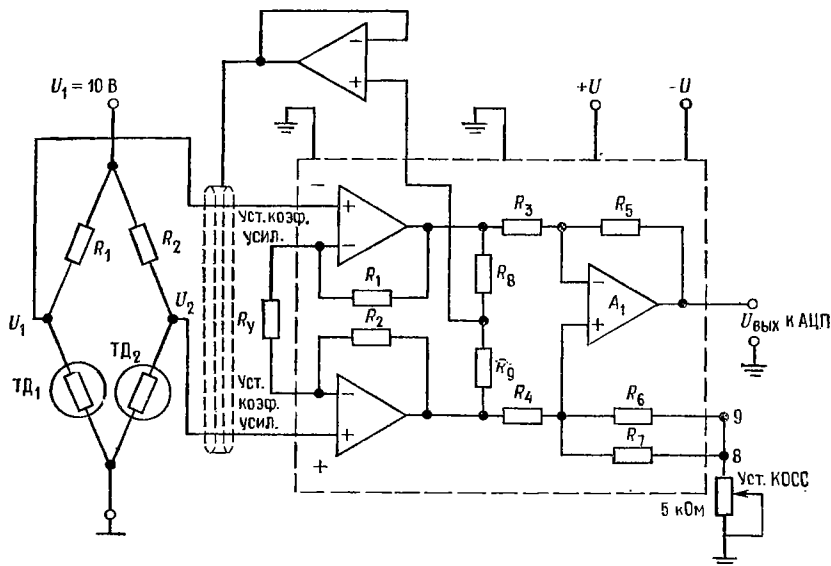 U₁ = 10 В
R₁
R₂
U₁
U₂
ТД₁
ТД₂
−
+
+U
−U
−
Уст. коэф.
УСИЛ.
+
−
R₁
Rу
R₂
Уст.
коэф.
УСИЛ.
−
+
+
R₃
R₅
R₈
R₉
R₄
−
A₁
+
R₆
R₇
9
8
Uвых к АЦП
Уст. КОСС
5 кОм